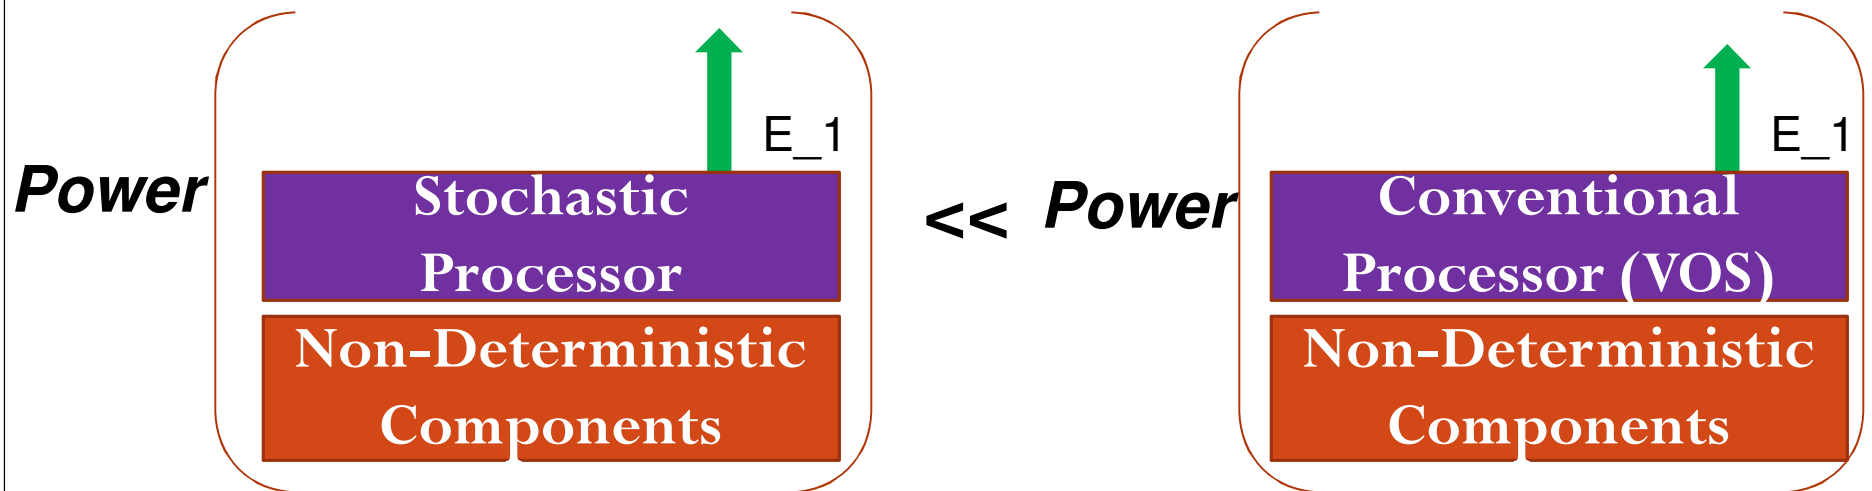 E_1
Power
Stochastic
Processor
Non-Deterministic
Components
<<
Power
E_1
Conventional
Processor (VOS)
Non-Deterministic
Components